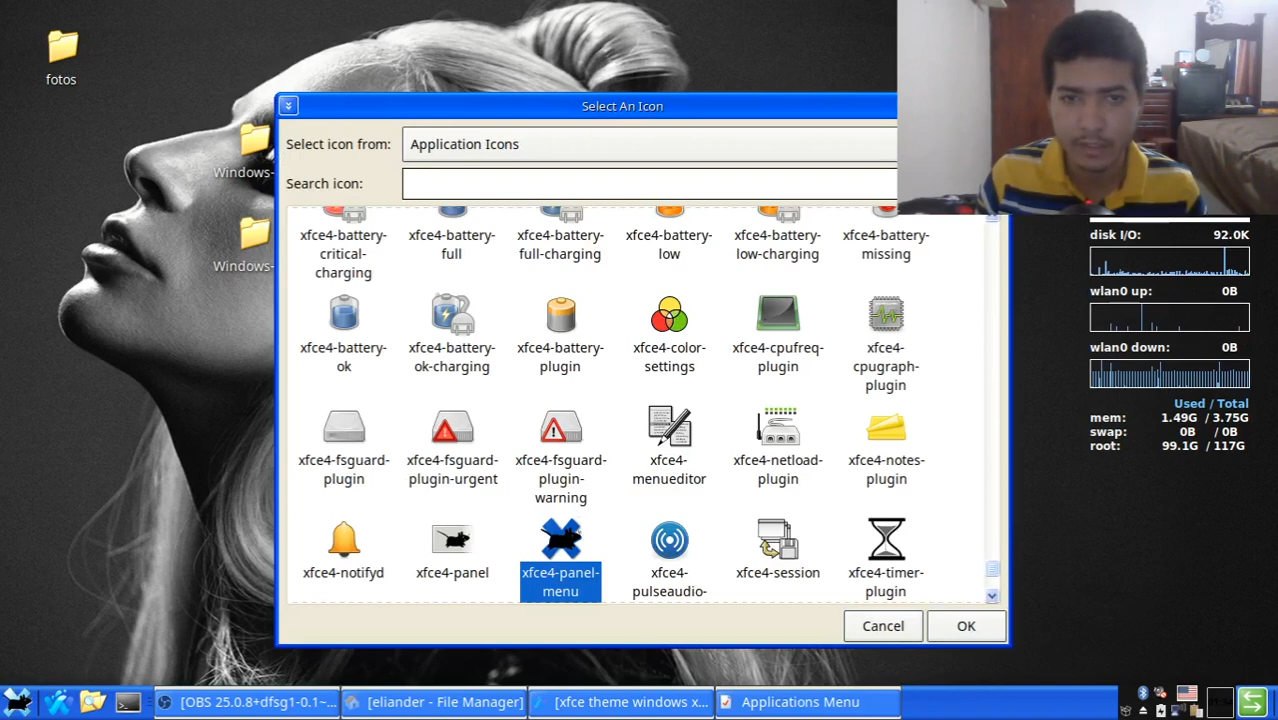 fotos
Windows-
Windows-
Select An Icon
Select icon from:
Application Icons
Search icon:
xfce4-battery-
critical-
charging
xfce4-battery-
full
xfce4-battery-
full-charging
xfce4-battery-
low
xfce4-battery-
low-charging
xfce4-battery-
missing
xfce4-battery-
ok
xfce4-battery-
ok-charging
xfce4-battery-
plugin
xfce4-color-
settings
xfce4-cpufreq-
plugin
xfce4-
cpugraph-
plugin
xfce4-fsguard-
plugin
xfce4-fsguard-
plugin-urgent
xfce4-fsguard-
plugin-
warning
xfce4-
menueditor
xfce4-netload-
plugin
xfce4-notes-
plugin
xfce4-notifyd
xfce4-panel
xfce4-panel-
menu
xfce4-
pulseaudio-
xfce4-session
xfce4-timer-
plugin
Cancel
OK
disk I/O: 92.0K
wlan0 up: 0B
wlan0 down: 0B
Used / Total
mem: 1.49G / 3.75G
swap: 0B / 0B
root: 99.1G / 117G
[OBS 25.0.8+dfsg1-0.1~...
[eliander - File Manager]
[xfce theme windows x...
Applications Menu